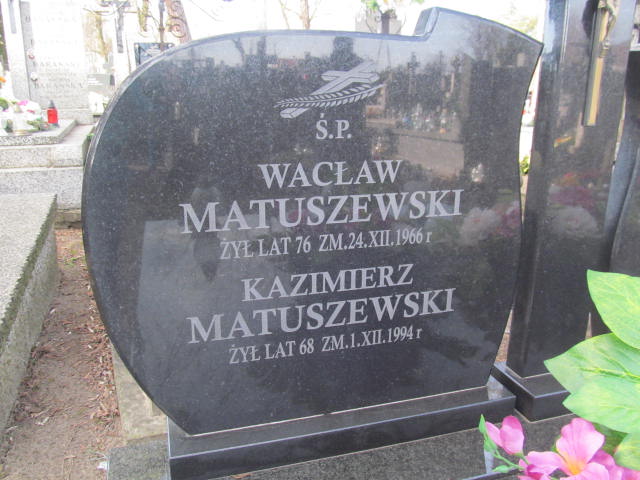 Ś.P.
WACŁAW
MATUSZEWSKI
ŻYŁ LAT 76 ZM.24.XII.1966 r
KAZIMIERZ
MATUSZEWSKI
ŻYŁ LAT 68 ZM.1.XII.1994 r